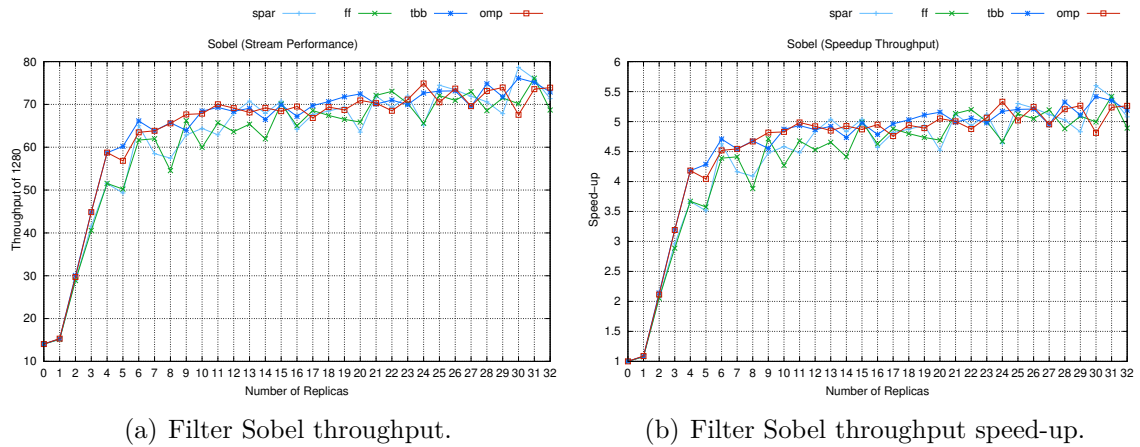 spar ff tbb omp
Sobel (Stream Performance)
80
70
60
50
40
30
20
10
Throughput of 1280
0 1 2 3 4 5 6 7 8 9 10 11 12 13 14 15 16 17 18 19 20 21 22 23 24 25 26 27 28 29 30 31 32
Number of Replicas
(a) Filter Sobel throughput.
spar ff tbb omp
Sobel (Speedup Throughput)
6
5.5
5
4.5
4
3.5
3
2.5
2
1.5
1
Speed-up
0 1 2 3 4 5 6 7 8 9 10 11 12 13 14 15 16 17 18 19 20 21 22 23 24 25 26 27 28 29 30 31 32
Number of Replicas
(b) Filter Sobel throughput speed-up.